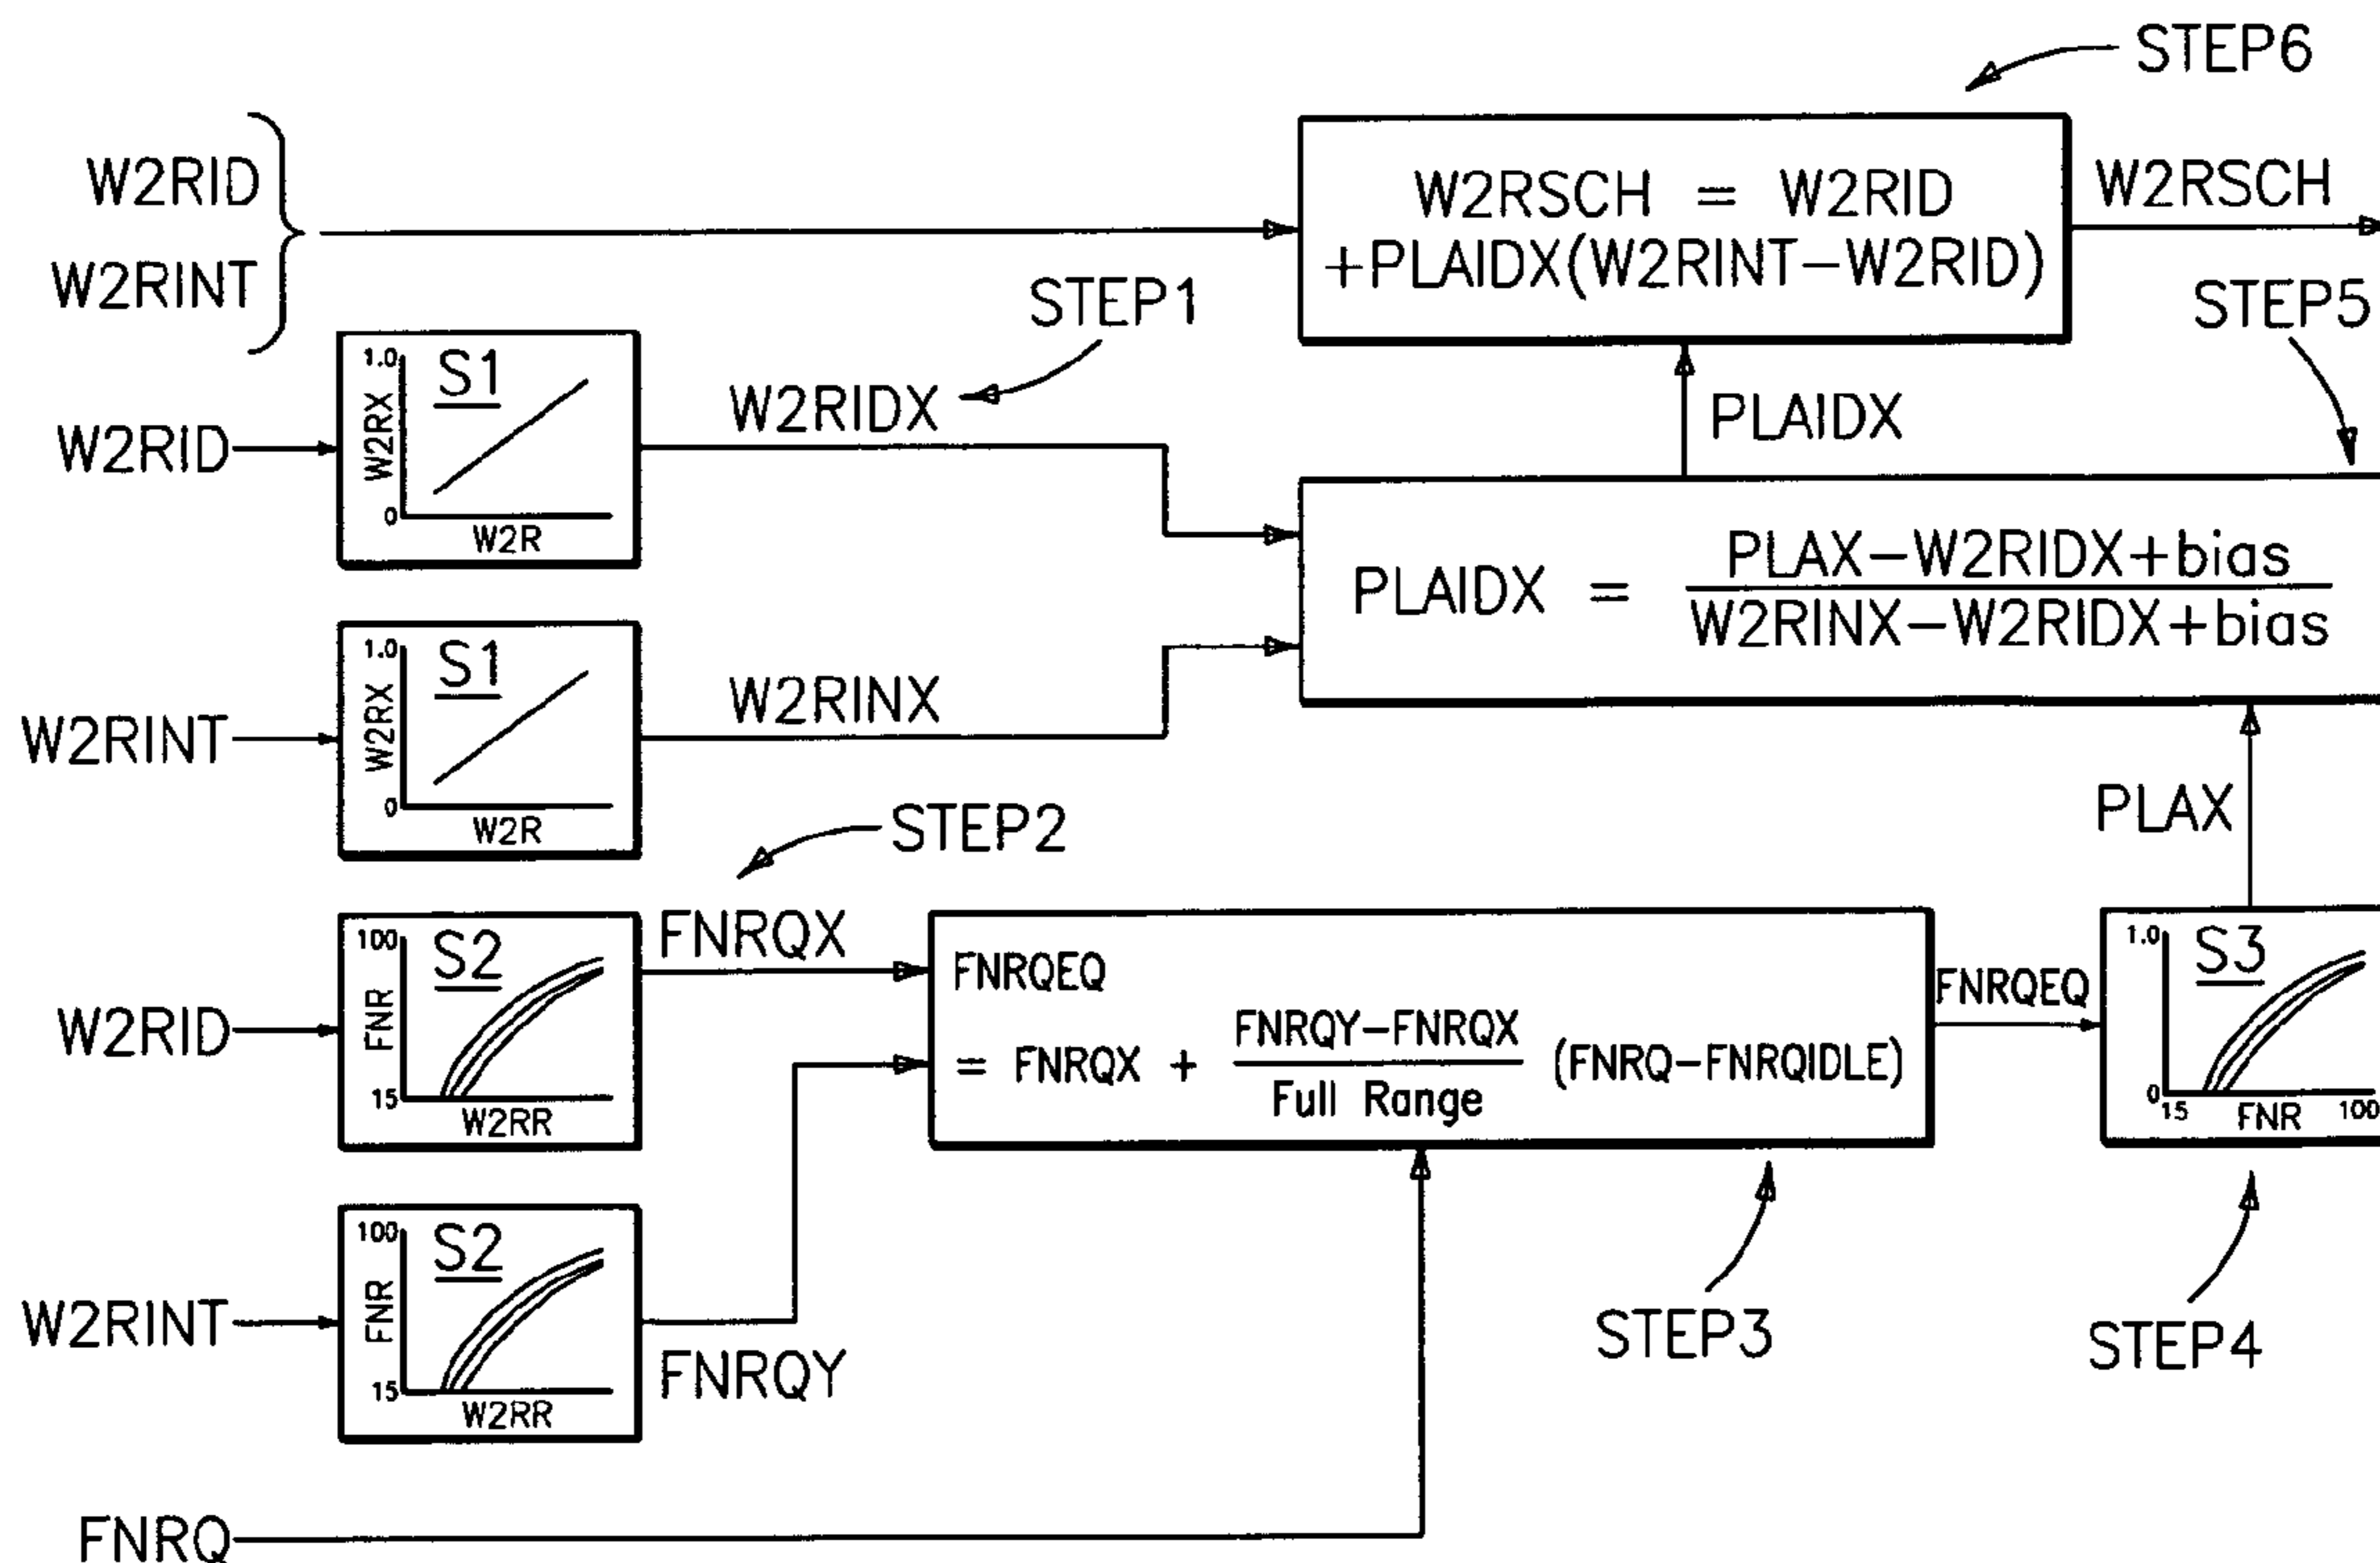 STEP6
W2RID
W2RINT
W2RSCH = W2RID
+PLAIDX(W2RINT-W2RID)
W2RSCH
STEP1
STEP5
W2RID
1.0
S1
W2RX
0
W2R
W2RIDX
PLAIDX
PLAIDX = PLAX-W2RIDX+bias
W2RINX-W2RIDX+bias
W2RINT
1.0
S1
W2RX
0
W2R
W2RINX
PLAX
STEP2
W2RID
100
S2
FNR
15
W2RR
FNRQX
FNRQEQ
= FNRQX + FNRQY-FNRQX (FNRQ-FNRQIDLE)
Full Range
FNRQEQ
1.0
S3
0
15
FNR
100
W2RINT
100
S2
FNR
15
W2RR
FNRQY
STEP3
STEP4
FNRQ